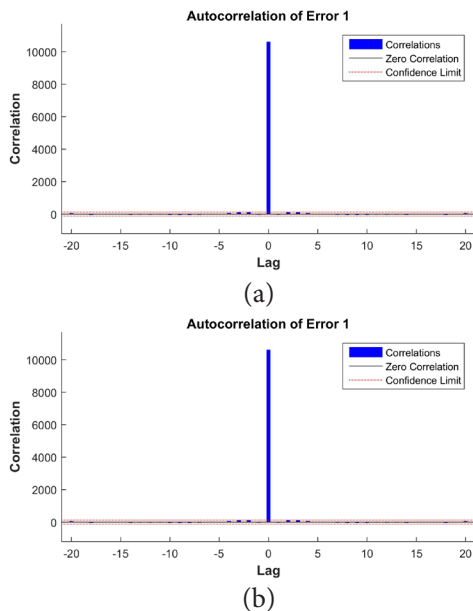 Autocorrelation of Error 1
Correlations
Zero Correlation
Confidence Limit
10000
8000
6000
4000
2000
0
Correlation
-20 -15 -10 -5 0 5 10 15 20
Lag
(a)
Autocorrelation of Error 1
Correlations
Zero Correlation
Confidence Limit
10000
8000
6000
4000
2000
0
Correlation
-20 -15 -10 -5 0 5 10 15 20
Lag
(b)